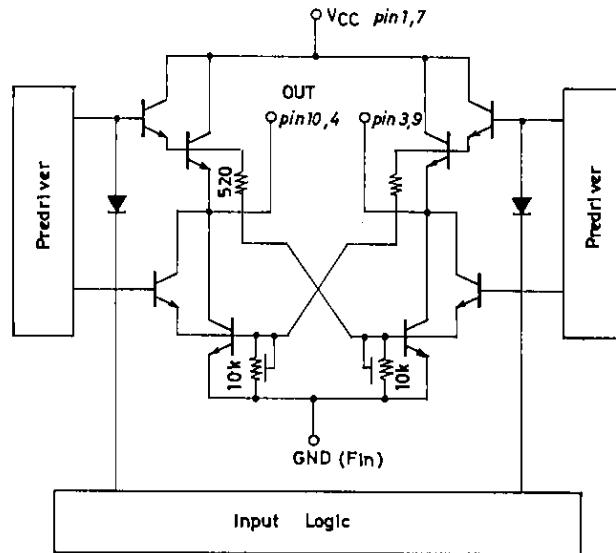 VCC pin1,7
OUT
pin10,4
pin3,9
Predriver
Predriver
520
10k
10k
GND (Fin)
Input Logic